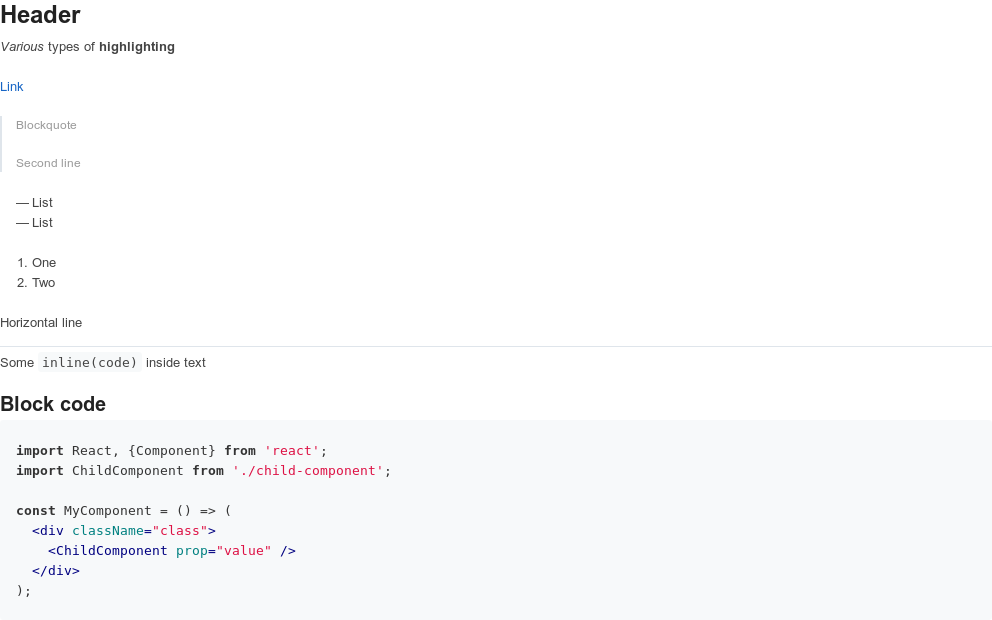 Header
Various types of highlighting
Link
Blockquote
Second line
— List
— List
1. One
2. Two
Horizontal line
Some inline(code) inside text
Block code
import React, {Component} from 'react';
import ChildComponent from './child-component';
const MyComponent = () => (
  <div className="class">
    <ChildComponent prop="value" />
  </div>
);